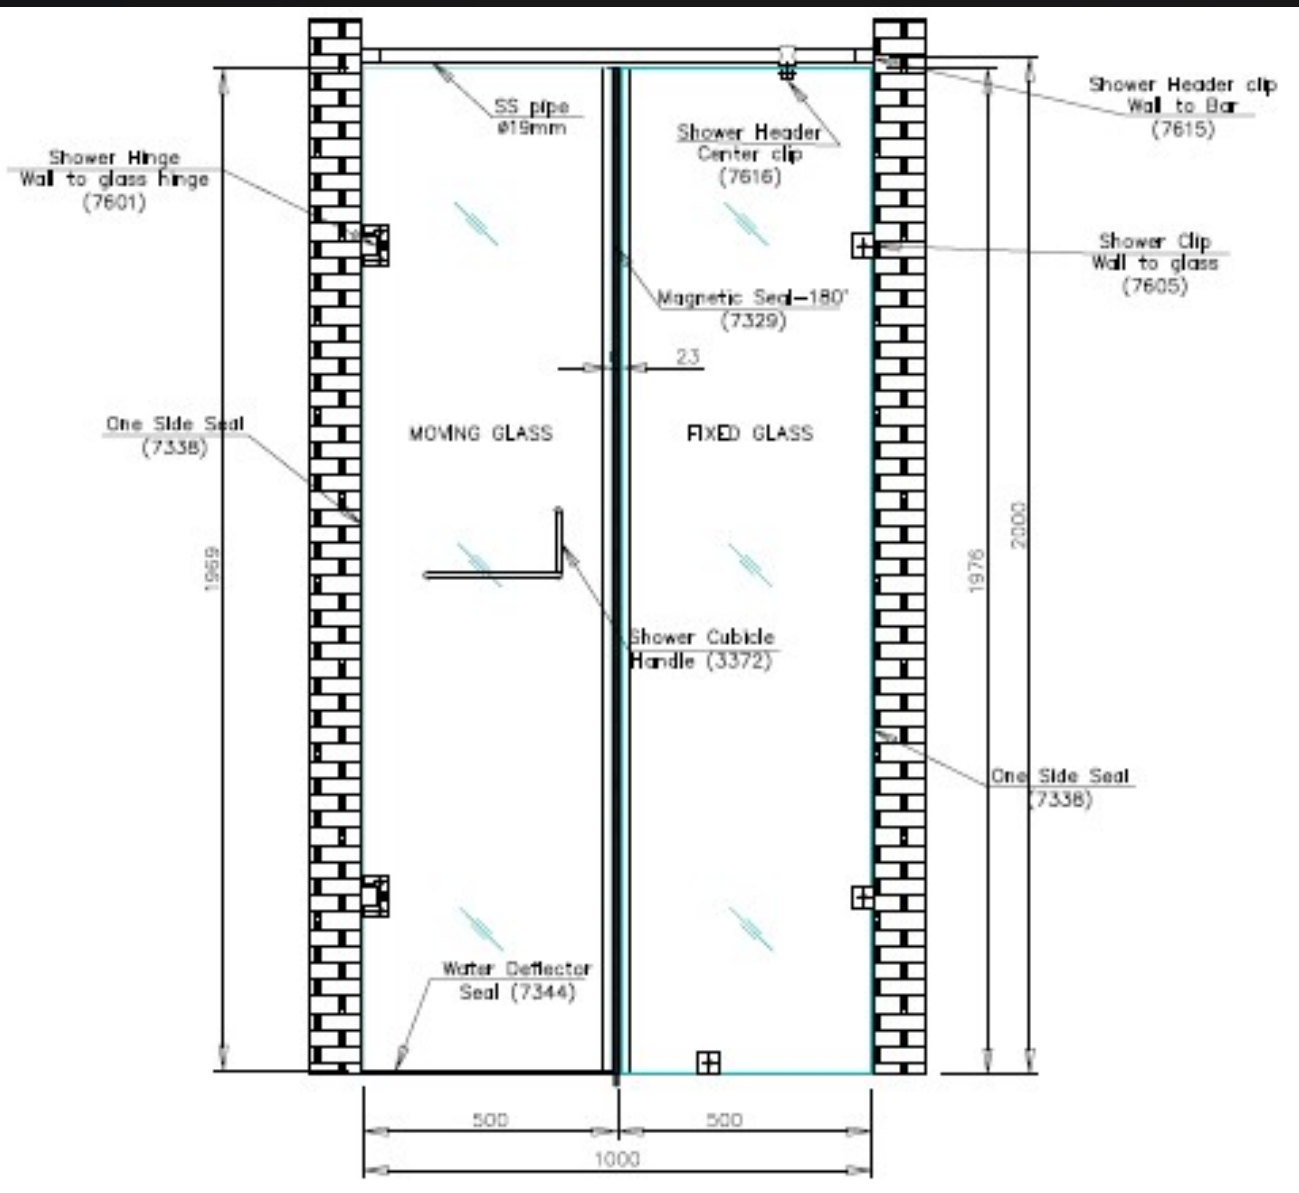 SS pipe
ø19mm
Shower Header
Center clip
(7616)
Shower Header clip
Wall to Bar
(7615)
Shower Hinge
Wall to glass hinge
(7601)
Shower Clip
Wall to glass
(7605)
Magnetic Seal-180°
(7329)
23
One Side Seal
(7338)
MOVING GLASS
FIXED GLASS
1969
1976
2000
Shower Cubicle
Handle (3372)
One Side Seal
(7338)
Water Deflector
Seal (7344)
500
500
1000